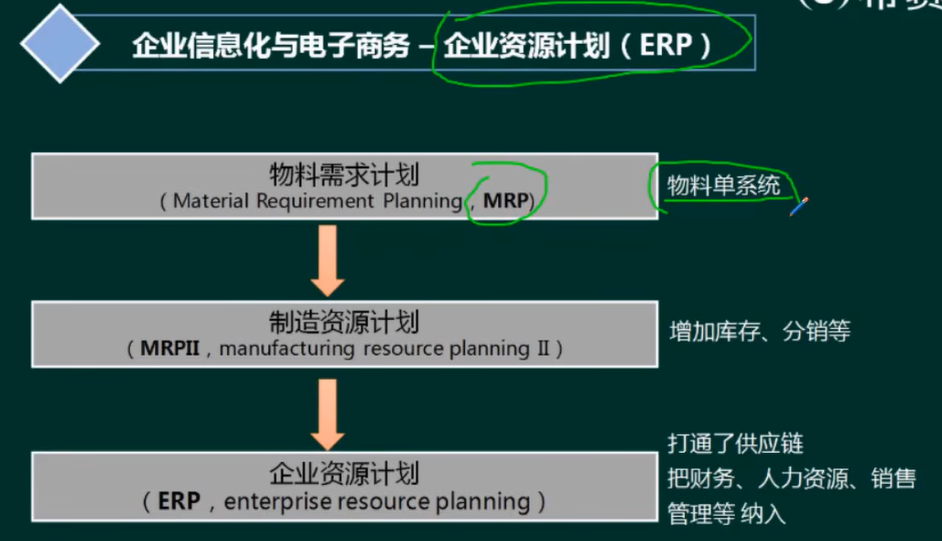 企业信息化与电子商务 – 企业资源计划（ERP）
物料需求计划
（Material Requirement Planning，MRP)
物料单系统
制造资源计划
（MRPII，manufacturing resource planning II）
增加库存、分销等
企业资源计划
（ERP，enterprise resource planning）
打通了供应链
把财务、人力资源、销售
管理等 纳入